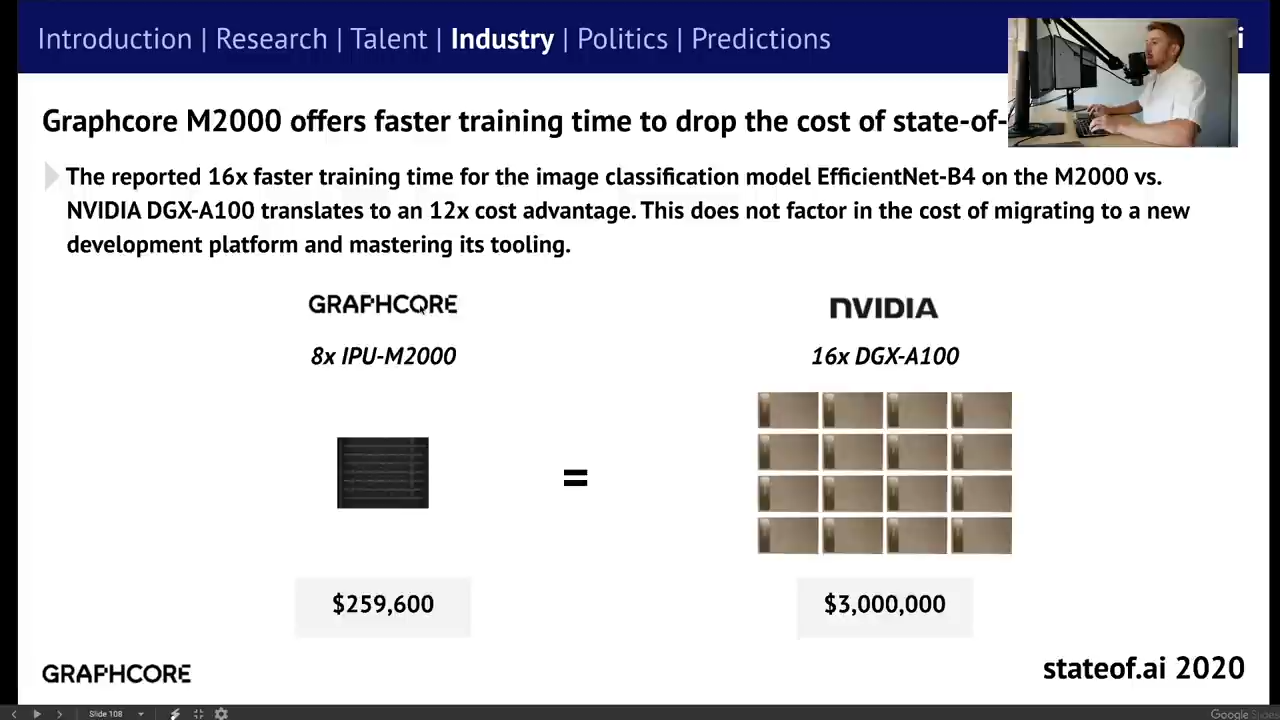 Introduction | Research | Talent | Industry | Politics | Predictions
i
Graphcore M2000 offers faster training time to drop the cost of state-of-
The reported 16x faster training time for the image classification model EfficientNet-B4 on the M2000 vs.
NVIDIA DGX-A100 translates to an 12x cost advantage. This does not factor in the cost of migrating to a new
development platform and mastering its tooling.
GRAPHCORE
NVIDIA
8x IPU-M2000
16x DGX-A100
=
$259,600
$3,000,000
GRAPHCORE
stateof.ai 2020
Slide 108
Google Slides